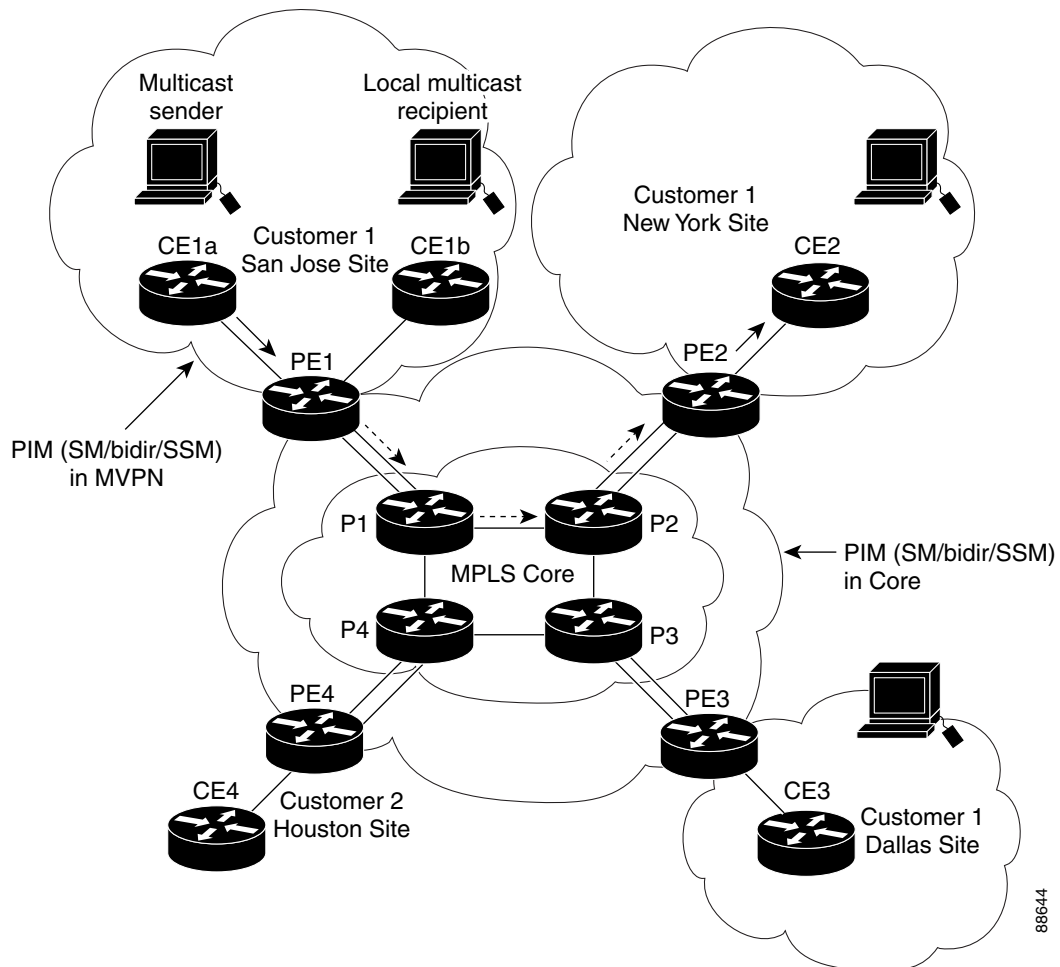 Multicast
sender
Local multicast
recipient
Customer 1
New York Site
CE1a
Customer 1
San Jose Site
CE1b
CE2
PE1
PE2
PIM (SM/bidir/SSM)
in MVPN
P1
P2
MPLS Core
PIM (SM/bidir/SSM)
in Core
P4
P3
PE4
PE3
CE4
Customer 2
Houston Site
CE3
Customer 1
Dallas Site
88644